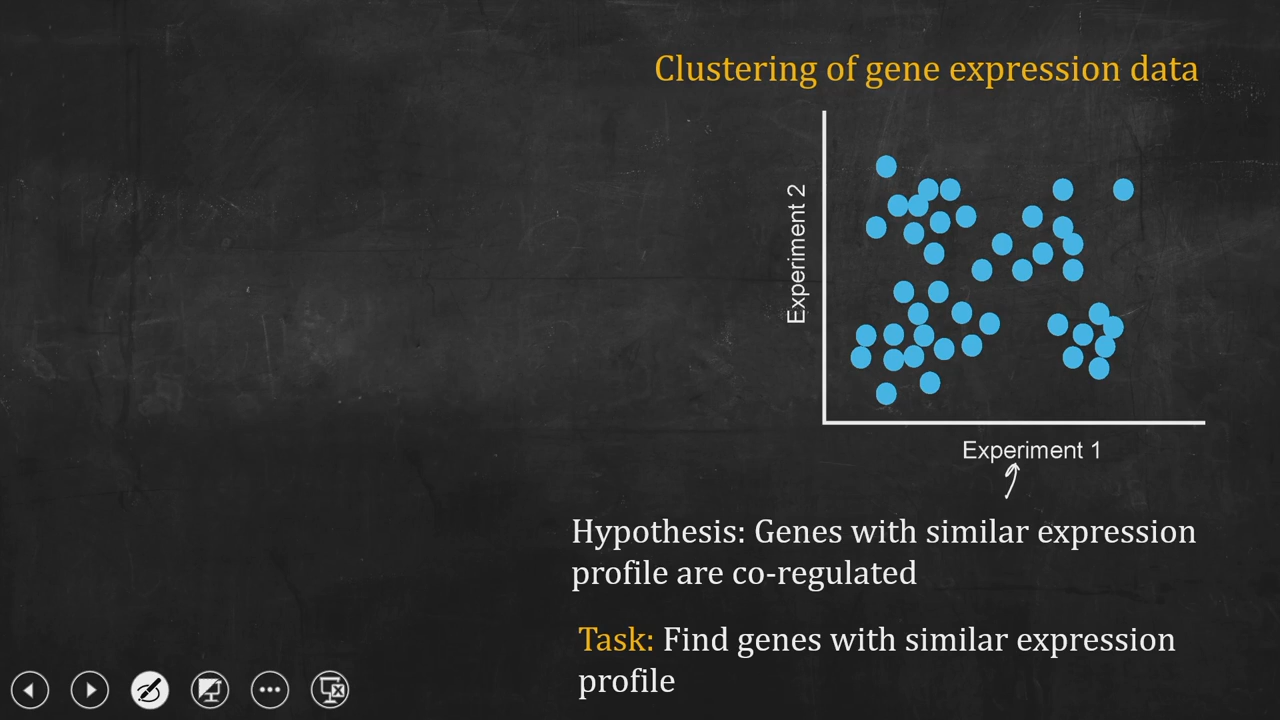 Clustering of gene expression data
Experiment 2
Experiment 1
Hypothesis: Genes with similar expression
profile are co-regulated
Task: Find genes with similar expression
profile